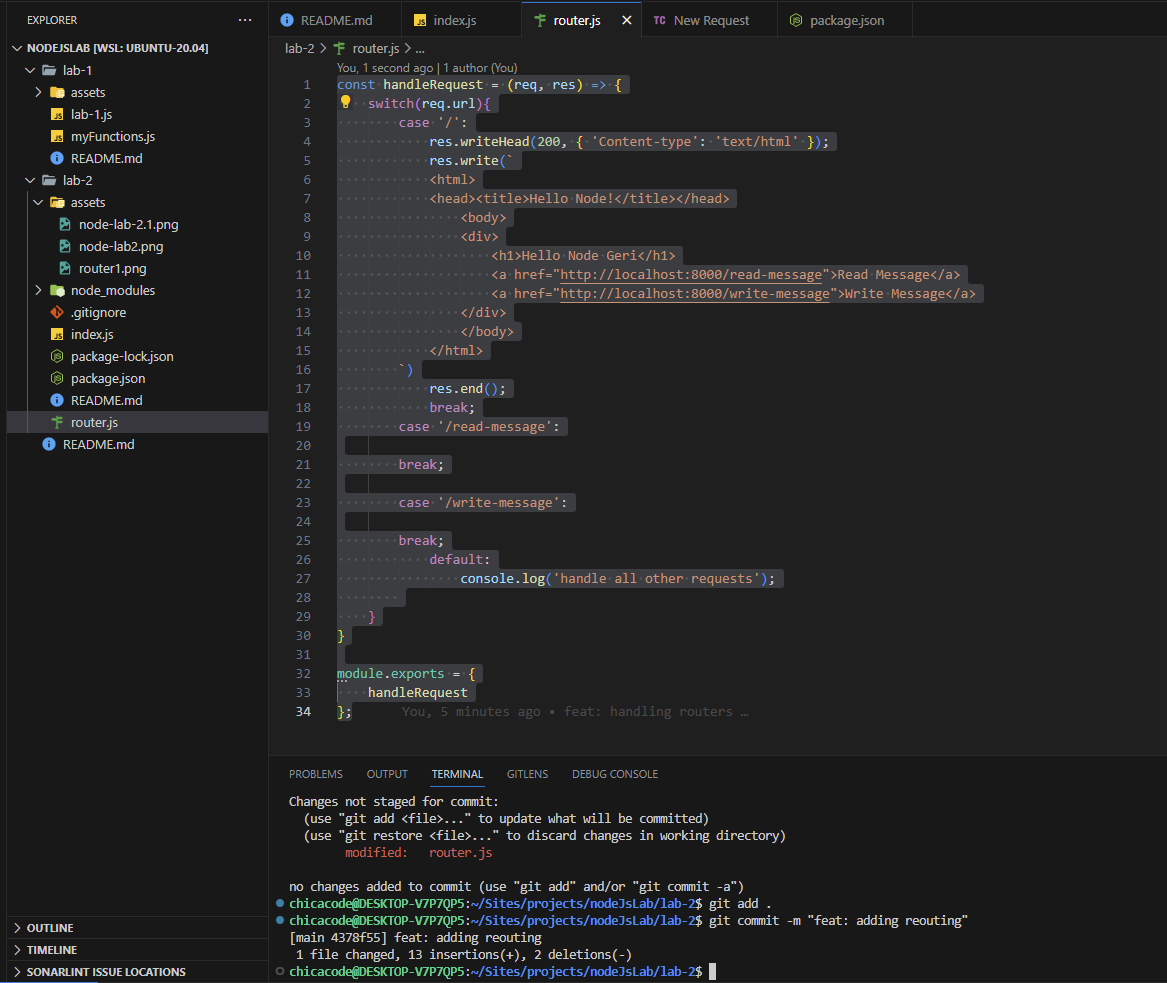 EXPLORER ...
NODEJSLAB [WSL: UBUNTU-20.04]
lab-1
assets
lab-1.js
myFunctions.js
README.md
lab-2
assets
node-lab-2.1.png
node-lab2.png
router1.png
node_modules
.gitignore
index.js
package-lock.json
package.json
README.md
router.js
README.md
OUTLINE
TIMELINE
SONARLINT ISSUE LOCATIONS
README.md JS index.js router.js TC New Request package.json
lab-2 > router.js > ...
You, 1 second ago | 1 author (You)
1 const handleRequest = (req, res) => {
2 switch(req.url){
3 case '/':
4 res.writeHead(200, { 'Content-type': 'text/html' });
5 res.write(`
6 <html>
7 <head><title>Hello Node!</title></head>
8 <body>
9 <div>
10 <h1>Hello Node Geri</h1>
11 <a href="http://localhost:8000/read-message">Read Message</a>
12 <a href="http://localhost:8000/write-message">Write Message</a>
13 </div>
14 </body>
15 </html>
16 `)
17 res.end();
18 break;
19 case '/read-message':
20
21 break;
22
23 case '/write-message':
24
25 break;
26 default:
27 console.log('handle all other requests');
28
29 }
30 }
31
32 module.exports = {
33 handleRequest
34 }; You, 5 minutes ago • feat: handling routers …
PROBLEMS OUTPUT TERMINAL GITLENS DEBUG CONSOLE
Changes not staged for commit:
(use "git add <file>..." to update what will be committed)
(use "git restore <file>..." to discard changes in working directory)
modified: router.js
no changes added to commit (use "git add" and/or "git commit -a")
chicacode@DESKTOP-V7P7QP5:~/Sites/projects/nodeJsLab/lab-2$ git add .
chicacode@DESKTOP-V7P7QP5:~/Sites/projects/nodeJsLab/lab-2$ git commit -m "feat: adding reouting"
[main 4378f55] feat: adding reouting
1 file changed, 13 insertions(+), 2 deletions(-)
chicacode@DESKTOP-V7P7QP5:~/Sites/projects/nodeJsLab/lab-2$